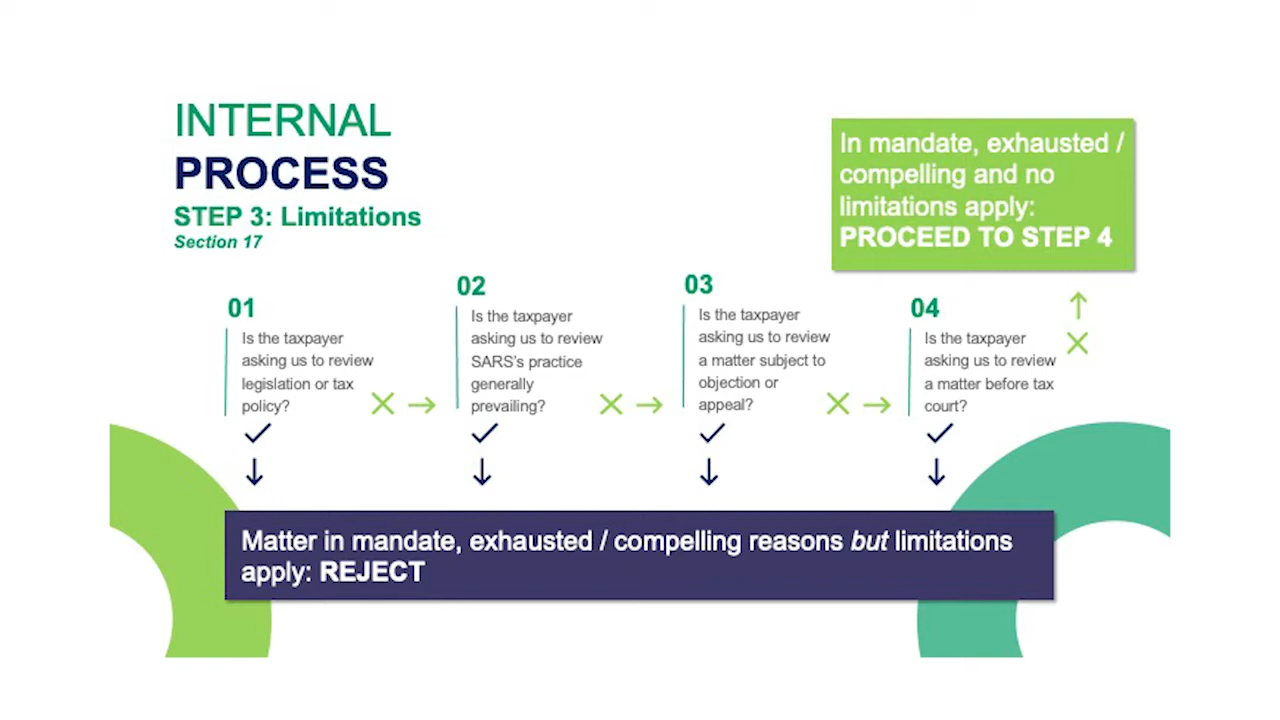 INTERNAL
PROCESS
STEP 3: Limitations
Section 17
In mandate, exhausted /
compelling and no
limitations apply:
PROCEED TO STEP 4
01
Is the taxpayer
asking us to review
legislation or tax
policy?
02
Is the taxpayer
asking us to review
SARS's practice
generally
prevailing?
03
Is the taxpayer
asking us to review
a matter subject to
objection or
appeal?
04
Is the taxpayer
asking us to review
a matter before tax
court?
Matter in mandate, exhausted / compelling reasons but limitations
apply: REJECT